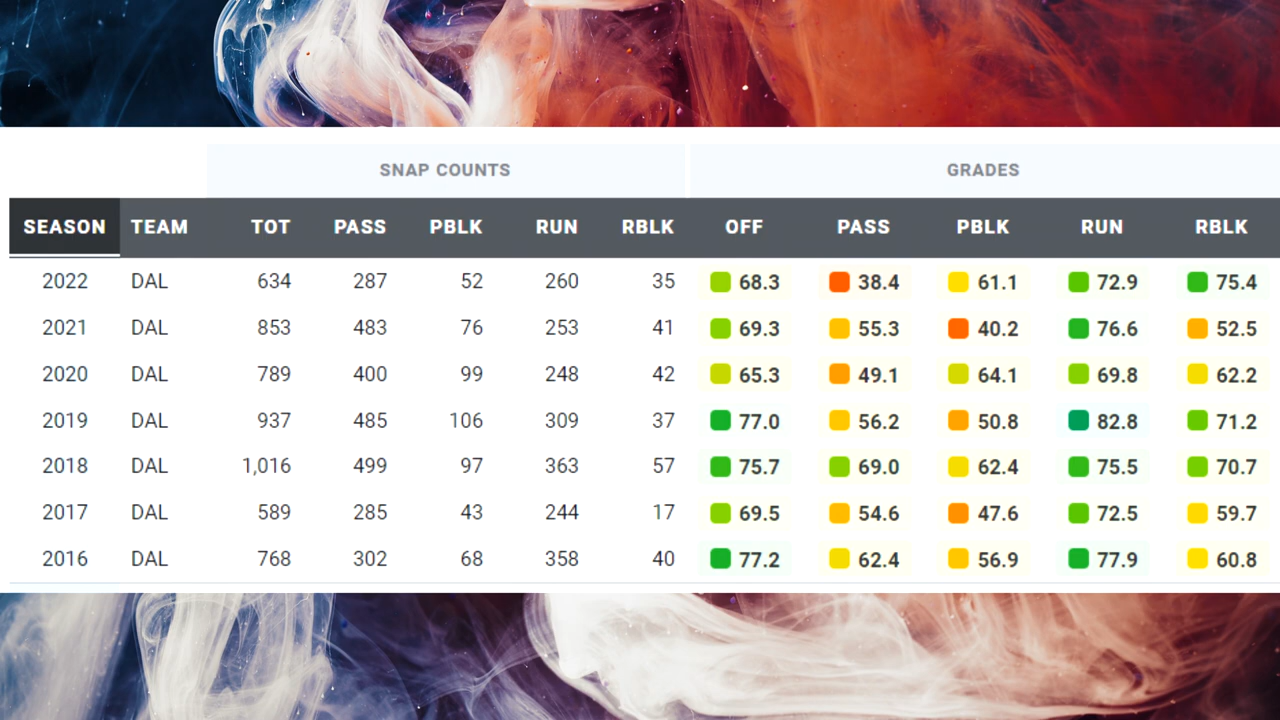 SNAP COUNTS GRADES
SEASON TEAM TOT PASS PBLK RUN RBLK OFF PASS PBLK RUN RBLK
2022 DAL 634 287 52 260 35 68.3 38.4 61.1 72.9 75.4
2021 DAL 853 483 76 253 41 69.3 55.3 40.2 76.6 52.5
2020 DAL 789 400 99 248 42 65.3 49.1 64.1 69.8 62.2
2019 DAL 937 485 106 309 37 77.0 56.2 50.8 82.8 71.2
2018 DAL 1,016 499 97 363 57 75.7 69.0 62.4 75.5 70.7
2017 DAL 589 285 43 244 17 69.5 54.6 47.6 72.5 59.7
2016 DAL 768 302 68 358 40 77.2 62.4 56.9 77.9 60.8